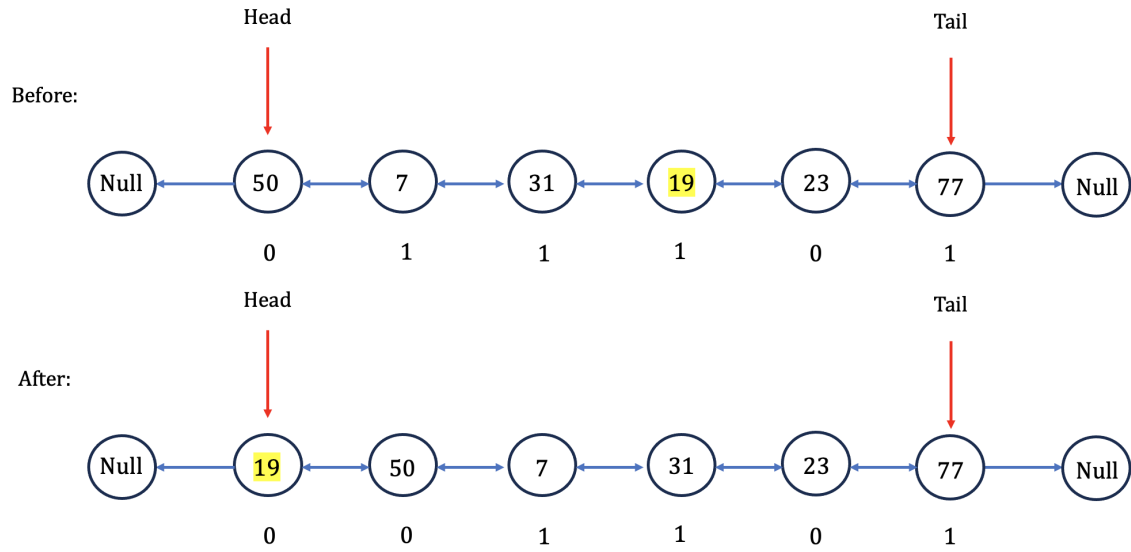 Head
Tail
Before:
Null 50 7 31 19 23 77 Null
0 1 1 1 0 1
Head
Tail
After:
Null 19 50 7 31 23 77 Null
0 0 1 1 0 1